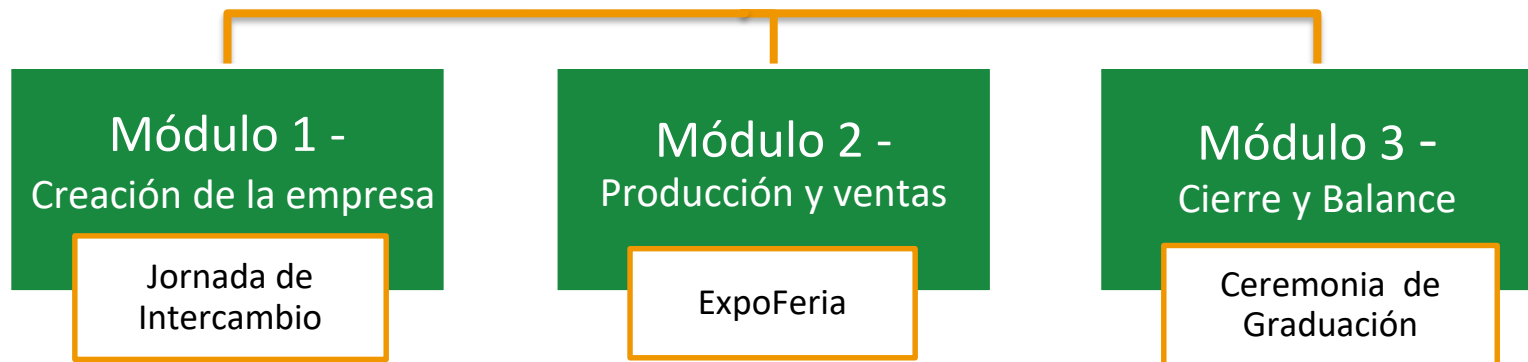 Módulo 1 -
Creación de la empresa
Jornada de
Intercambio
Módulo 2 -
Producción y ventas
ExpoFeria
Módulo 3 -
Cierre y Balance
Ceremonia de
Graduación